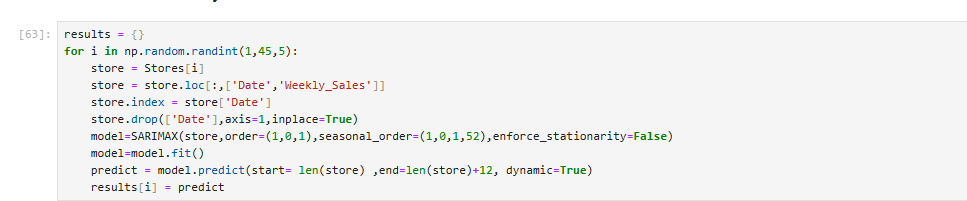 [63]: results = {}
for i in np.random.randint(1,45,5):
    store = Stores[i]
    store = store.loc[:,['Date','Weekly_Sales']]
    store.index = store['Date']
    store.drop(['Date'],axis=1,inplace=True)
    model=SARIMAX(store,order=(1,0,1),seasonal_order=(1,0,1,52),enforce_stationarity=False)
    model=model.fit()
    predict = model.predict(start= len(store) ,end=len(store)+12, dynamic=True)
    results[i] = predict